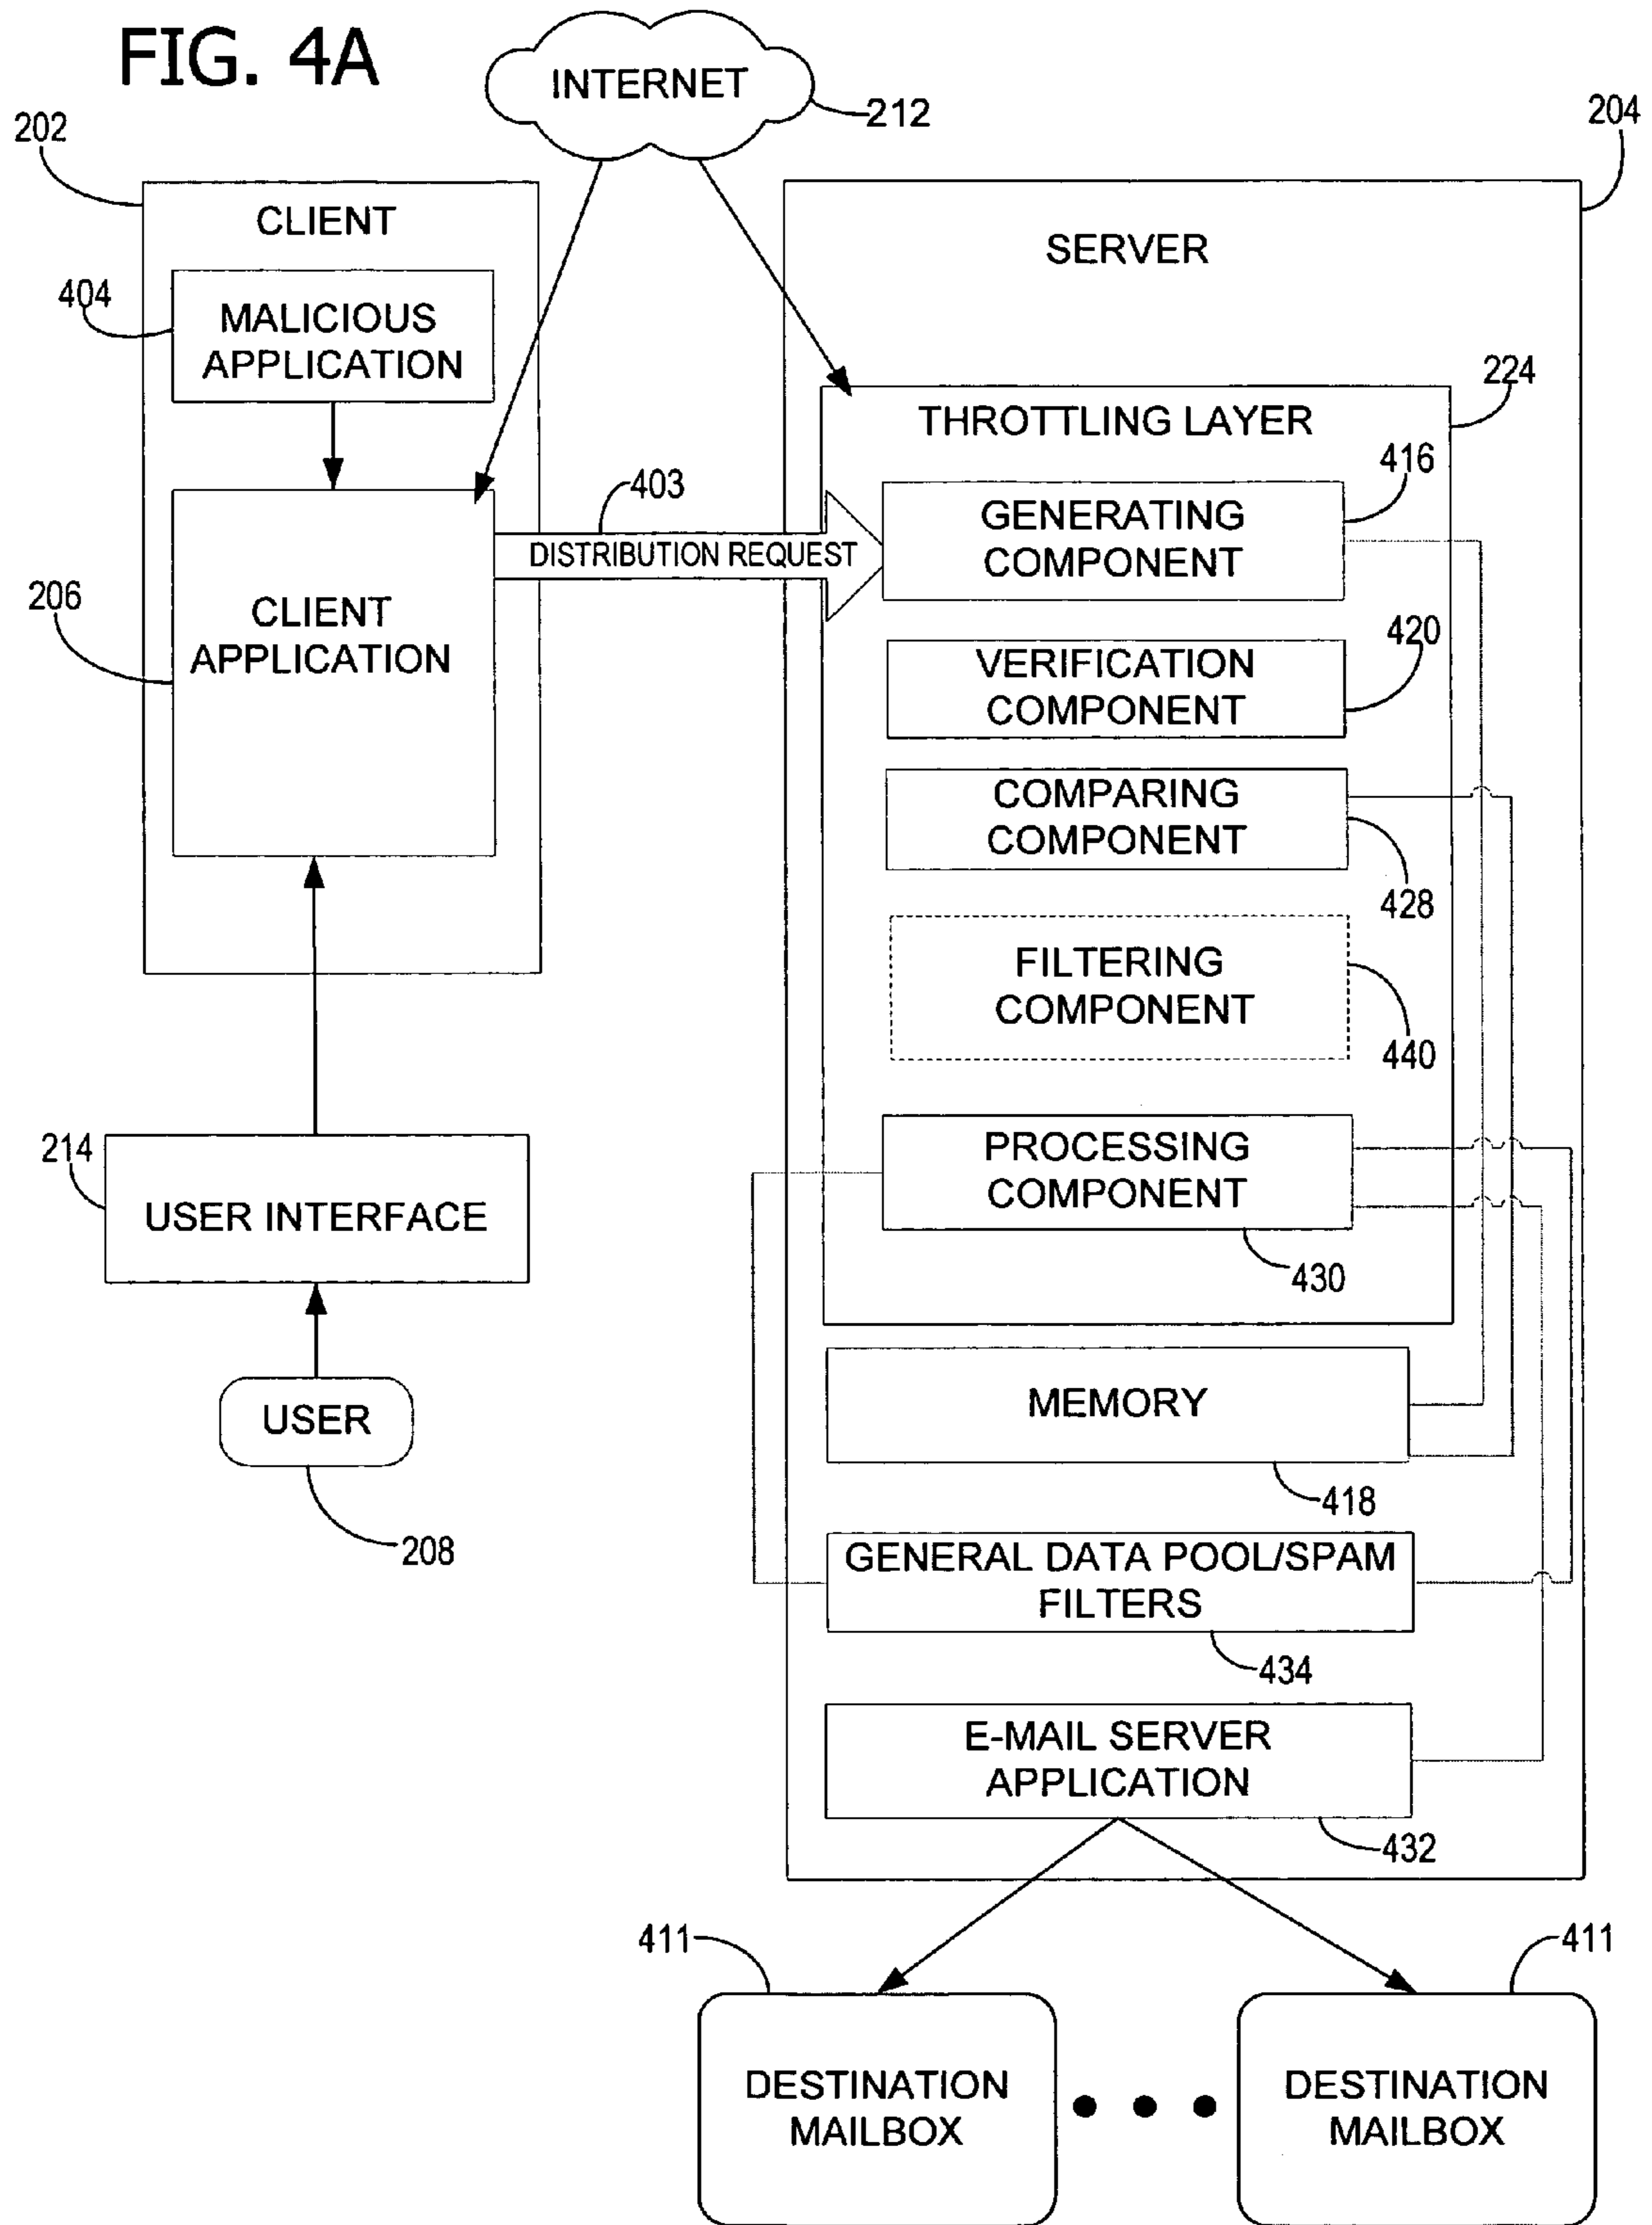 FIG. 4A
INTERNET
212
202
204
CLIENT
SERVER
404
MALICIOUS
APPLICATION
224
THROTTLING LAYER
416
403
GENERATING
COMPONENT
DISTRIBUTION REQUEST
206
CLIENT
APPLICATION
420
VERIFICATION
COMPONENT
COMPARING
COMPONENT
428
FILTERING
COMPONENT
440
214
USER INTERFACE
PROCESSING
COMPONENT
430
USER
208
MEMORY
418
GENERAL DATA POOL/SPAM
FILTERS
434
E-MAIL SERVER
APPLICATION
432
411
411
DESTINATION
MAILBOX
DESTINATION
MAILBOX